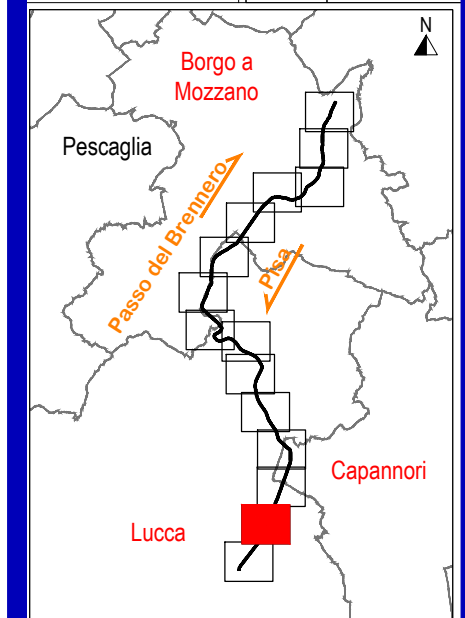 N
Borgo a
Mozzano
Pescaglia
Passo del Brennero
Pisa
Capannori
Lucca